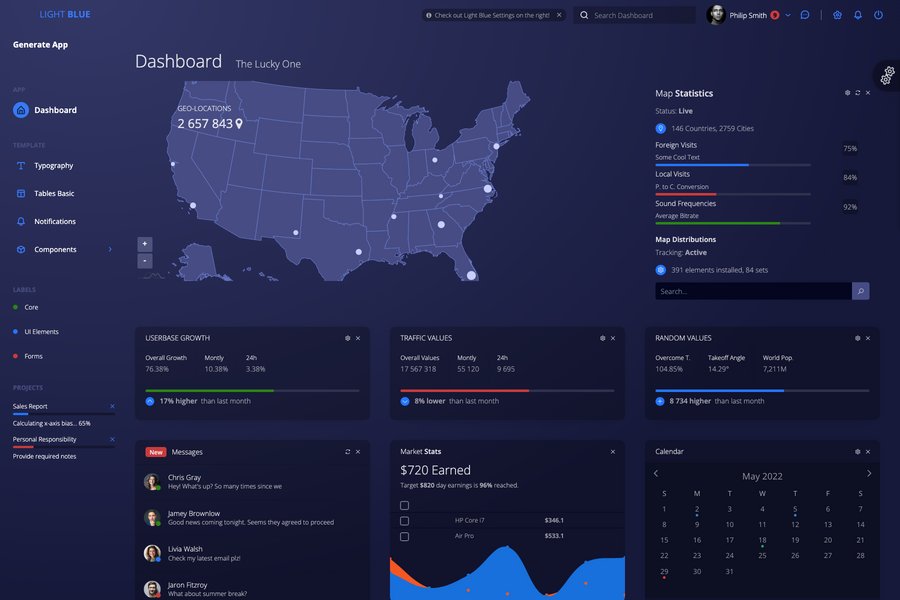 LIGHT BLUE
Check out Light Blue Settings on the right!
Search Dashboard
Philip Smith
9
Generate App
APP
Dashboard
TEMPLATE
Typography
Tables Basic
Notifications
Components
LABELS
Core
UI Elements
Forms
PROJECTS
Sales Report
Calculating x-axis bias... 65%
Personal Responsibility
Provide required notes
Dashboard The Lucky One
GEO-LOCATIONS
2 657 843
+
-
Map Statistics
Status: Live
146 Countries, 2759 Cities
Foreign Visits
Some Cool Text
75%
Local Visits
P. to C. Conversion
84%
Sound Frequencies
Average Bitrate
92%
Map Distributions
Tracking: Active
391 elements installed, 84 sets
Search...
USERBASE GROWTH
Overall Growth Montly 24h
76.38% 10.38% 3.38%
17% higher than last month
TRAFFIC VALUES
Overall Values Montly 24h
17 567 318 55 120 9 695
8% lower than last month
RANDOM VALUES
Overcome T. Takeoff Angle World Pop.
104.85% 14.29° 7,211M
8 734 higher than last month
New Messages
Chris Gray
Hey! What's up? So many times since we
Jamey Brownlow
Good news coming tonight. Seems they agreed to proceed
Livia Walsh
Check my latest email plz!
Jaron Fitzroy
What about summer break?
Market Stats
$720 Earned
Target $820 day earnings is 96% reached.
HP Core i7 $346.1
Air Pro $533.1
Calendar
May 2022
S M T W T F S
1 2 3 4 5 6 7
8 9 10 11 12 13 14
15 16 17 18 19 20 21
22 23 24 25 26 27 28
29 30 31